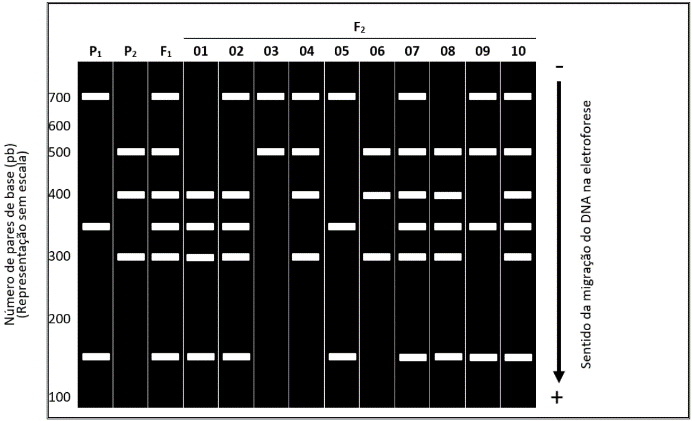 F₂
P₁ P₂ F₁ 01 02 03 04 05 06 07 08 09 10
700
600
500
400
300
200
100
Número de pares de base (pb)
(Representação sem escala)
–
Sentido da migração do DNA na eletroforese
+